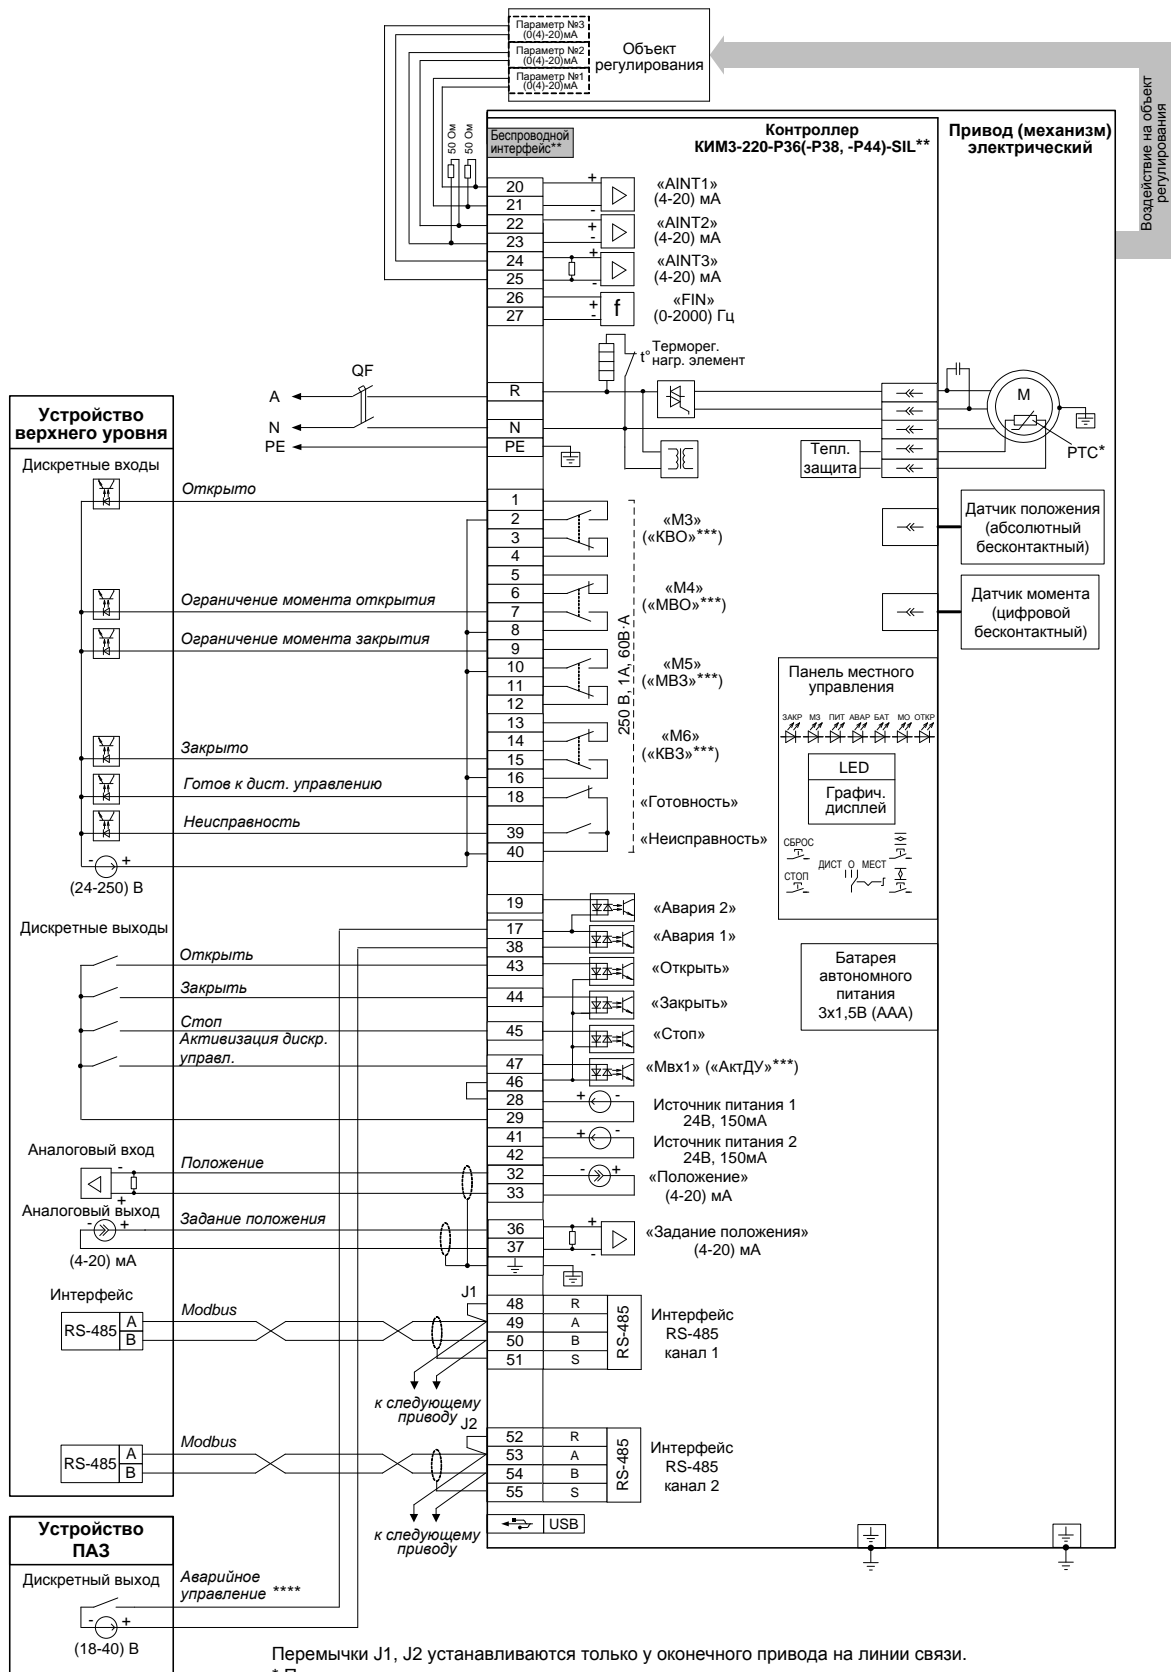 Параметр №3
(0(4)-20)мА
Параметр №2
(0(4)-20)мА
Параметр №1
(0(4)-20)мА
Объект
регулирования
Воздействие на объект
регулирования
50 Ом
50 Ом
Беспроводной
интерфейс**
Контроллер
КИМ3-220-Р36(-Р38, -Р44)-SIL**
Привод (механизм)
электрический
20
21
22
23
24
25
26
27
+
-
«AINT1»
(4-20) мА
+
-
«AINT2»
(4-20) мА
+
-
«AINT3»
(4-20) мА
+
-
f
«FIN»
(0-2000) Гц
t° Терморег.
нагр. элемент
QF
A
N
PE
R
N
PE
M
PTC*
Тепл.
защита
Устройство
верхнего уровня
Дискретные входы
Открыто
Ограничение момента открытия
Ограничение момента закрытия
Закрыто
Готов к дист. управлению
Неисправность
- +
(24-250) В
1
2
3
4
5
6
7
8
9
10
11
12
13
14
15
16
18
39
40
«М3»
(«КВО»***)
«М4»
(«МВО»***)
«М5»
(«МВЗ»***)
«М6»
(«КВЗ»***)
«Готовность»
«Неисправность»
250 В, 1А, 60В·А
Датчик положения
(абсолютный
бесконтактный)
Датчик момента
(цифровой
бесконтактный)
Панель местного
управления
ЗАКР МЗ ПИТ АВАР БАТ МО ОТКР
LED
Графич.
дисплей
СБРОС
СТОП
ДИСТ О МЕСТ
Батарея
автономного
питания
3х1,5В (ААА)
Дискретные выходы
Открыть
Закрыть
Стоп
Активизация дискр.
управл.
19
17
38
43
44
45
47
46
28
29
41
42
32
33
36
37
«Авария 2»
«Авария 1»
«Открыть»
«Закрыть»
«Стоп»
«Мвх1» («АктДУ»***)
+ -
Источник питания 1
24В, 150мА
+ -
Источник питания 2
24В, 150мА
- +
«Положение»
(4-20) мА
+
-
«Задание положения»
(4-20) мА
Аналоговый вход
-
+
Положение
Аналоговый выход
- +
Задание положения
(4-20) мА
Интерфейс
RS-485
A
B
Modbus
J1
48 R
49 A
50 B
51 S
RS-485
Интерфейс
RS-485
канал 1
к следующему
приводу
RS-485
A
B
Modbus
J2
52 R
53 A
54 B
55 S
RS-485
Интерфейс
RS-485
канал 2
к следующему
приводу
USB
Устройство
ПАЗ
Дискретный выход
Аварийное
управление ****
- +
(18-40) В
Перемычки J1, J2 устанавливаются только у оконечного привода на линии связи.